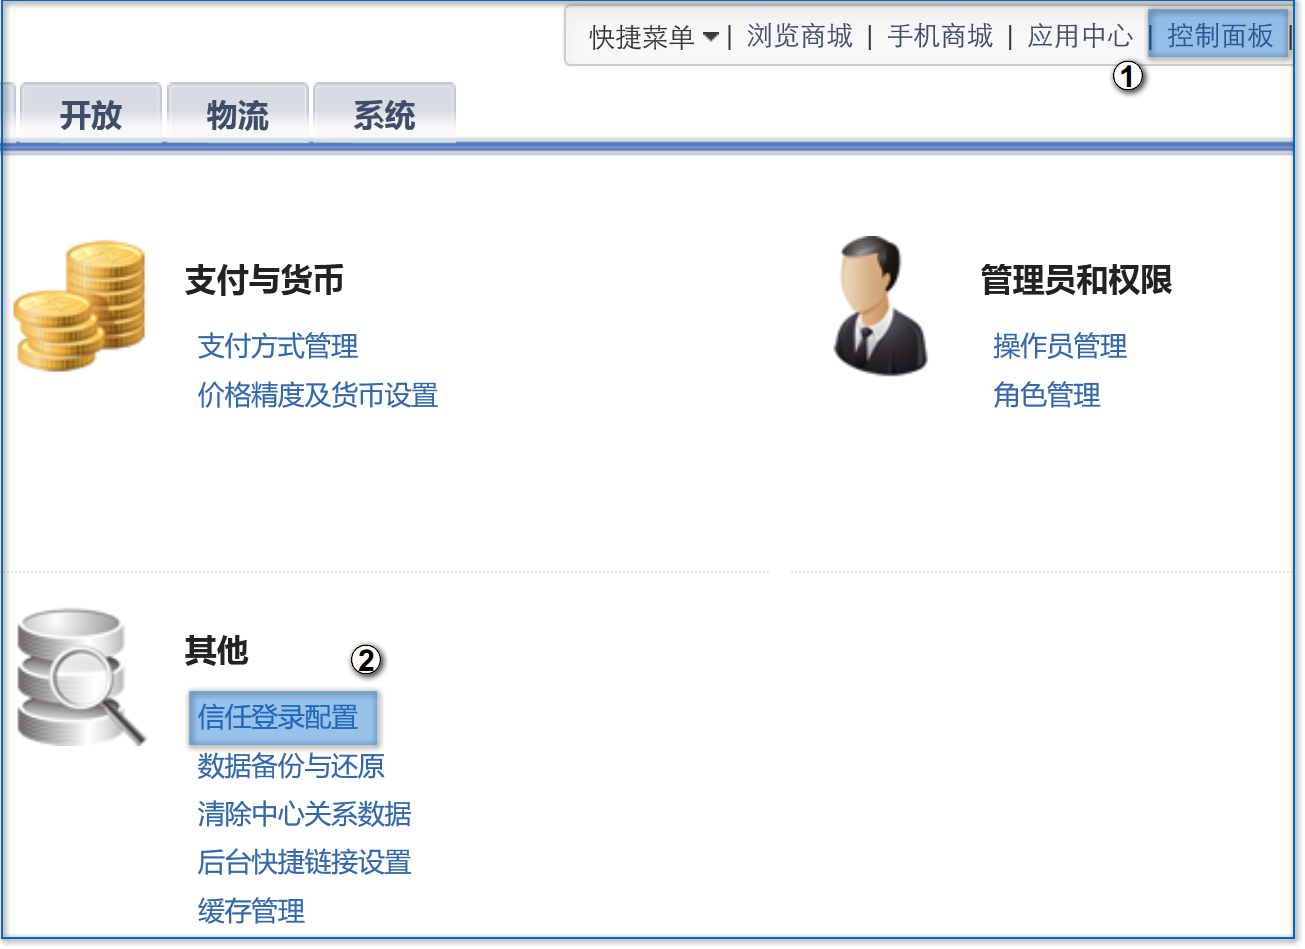 快捷菜单 | 浏览商城 | 手机商城 | 应用中心 | 控制面板 |
①
开放 物流 系统
支付与货币
支付方式管理
价格精度及货币设置
管理员和权限
操作员管理
角色管理
其他
②
信任登录配置
数据备份与还原
清除中心关系数据
后台快捷链接设置
缓存管理